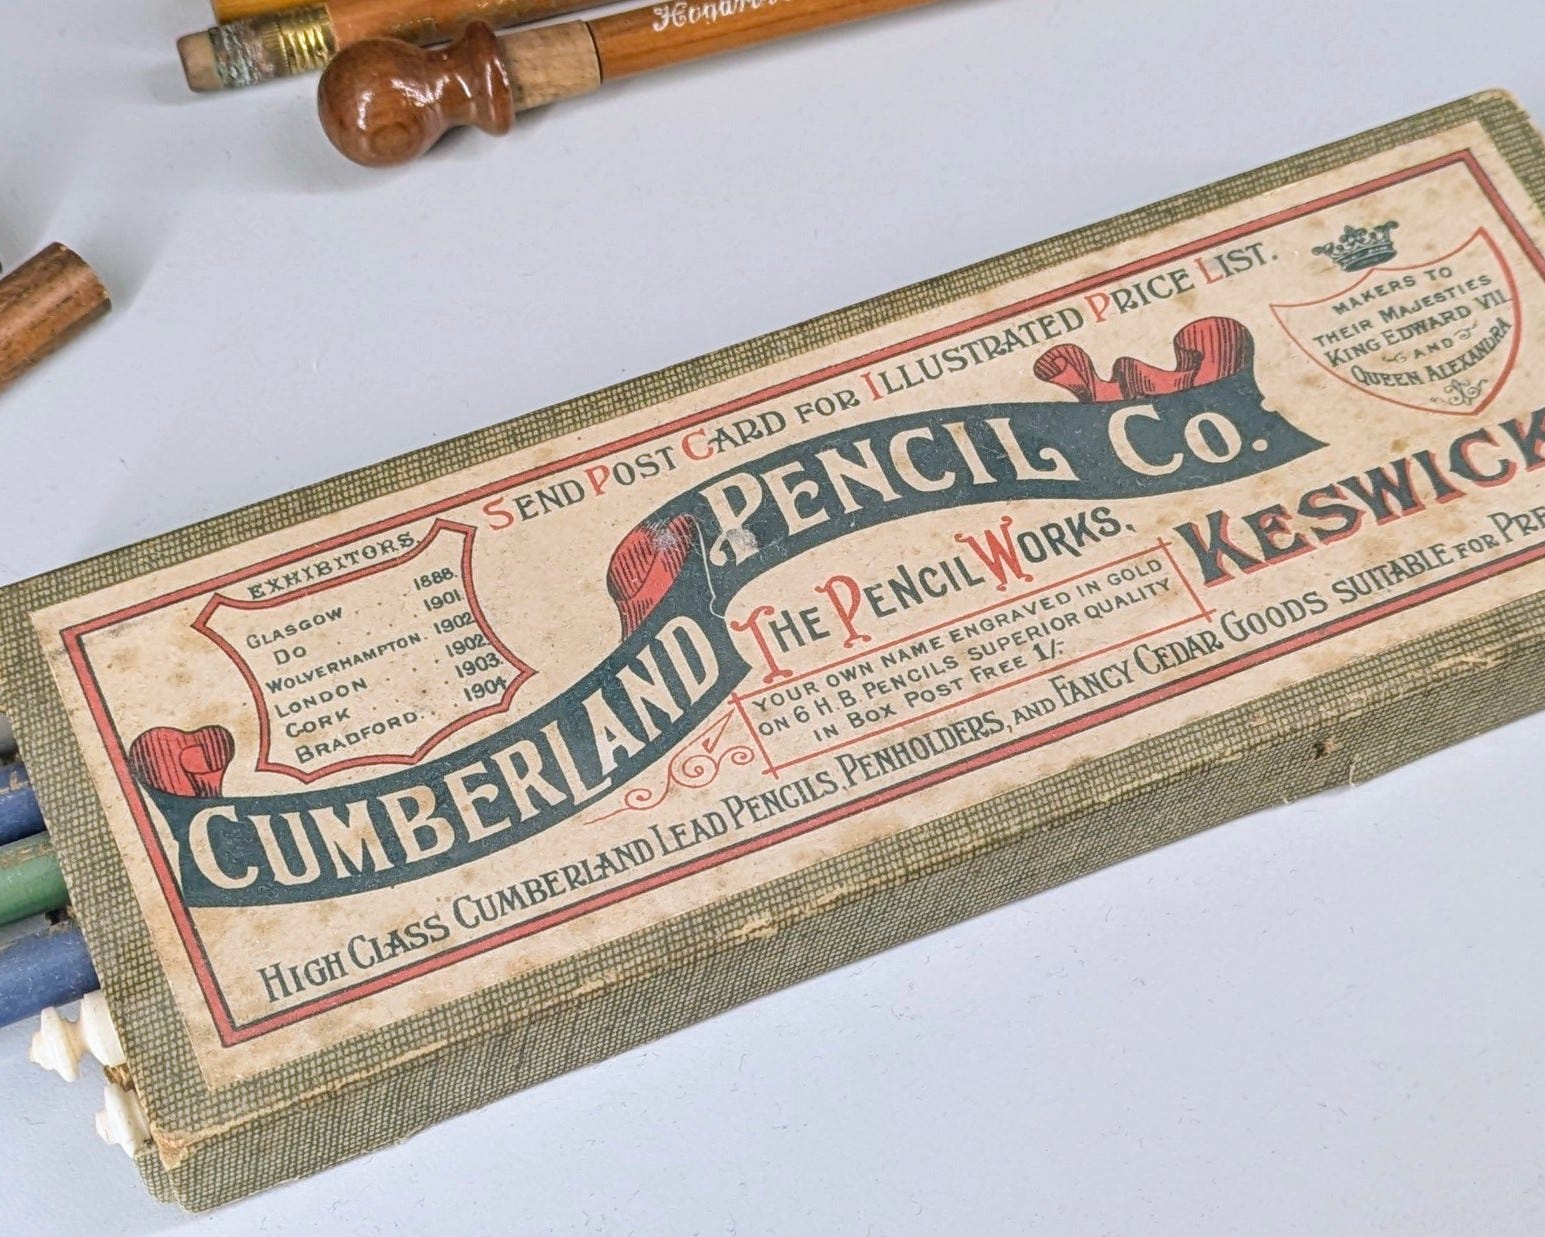 SEND POST CARD FOR ILLUSTRATED PRICE LIST.
MAKERS TO
THEIR MAJESTIES
KING EDWARD VII.
AND
QUEEN ALEXANDRA
EXHIBITORS
GLASGOW . . . . 1888.
DO . . . . 1901.
WOLVERHAMPTON. 1902
LONDON . . . . 1902.
CORK . . . . 1903.
BRADFORD. . . 1904
CUMBERLAND PENCIL CO.
THE PENCIL WORKS,
KESWICK
YOUR OWN NAME ENGRAVED IN GOLD
ON 6 H.B. PENCILS SUPERIOR QUALITY
IN BOX POST FREE 1/-
HIGH CLASS CUMBERLAND LEAD PENCILS, PENHOLDERS, AND FANCY CEDAR GOODS SUITABLE FOR